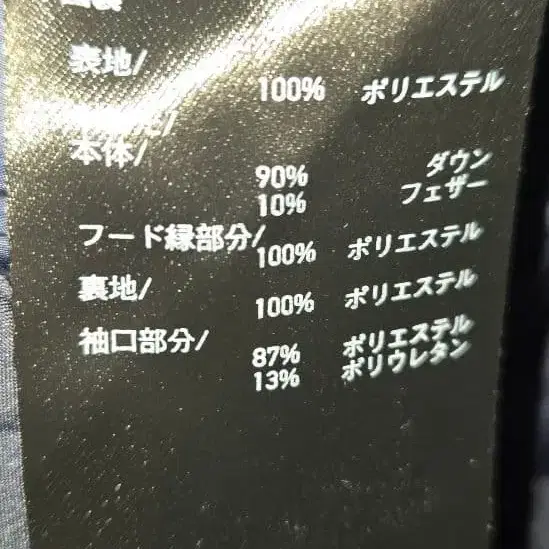 表地/
100% ポリエステル
本体/
90% ダウン
10% フェザー
フード縁部分/
100% ポリエステル
裏地/
100% ポリエステル
袖口部分/
87% ポリエステル
13% ポリウレタン